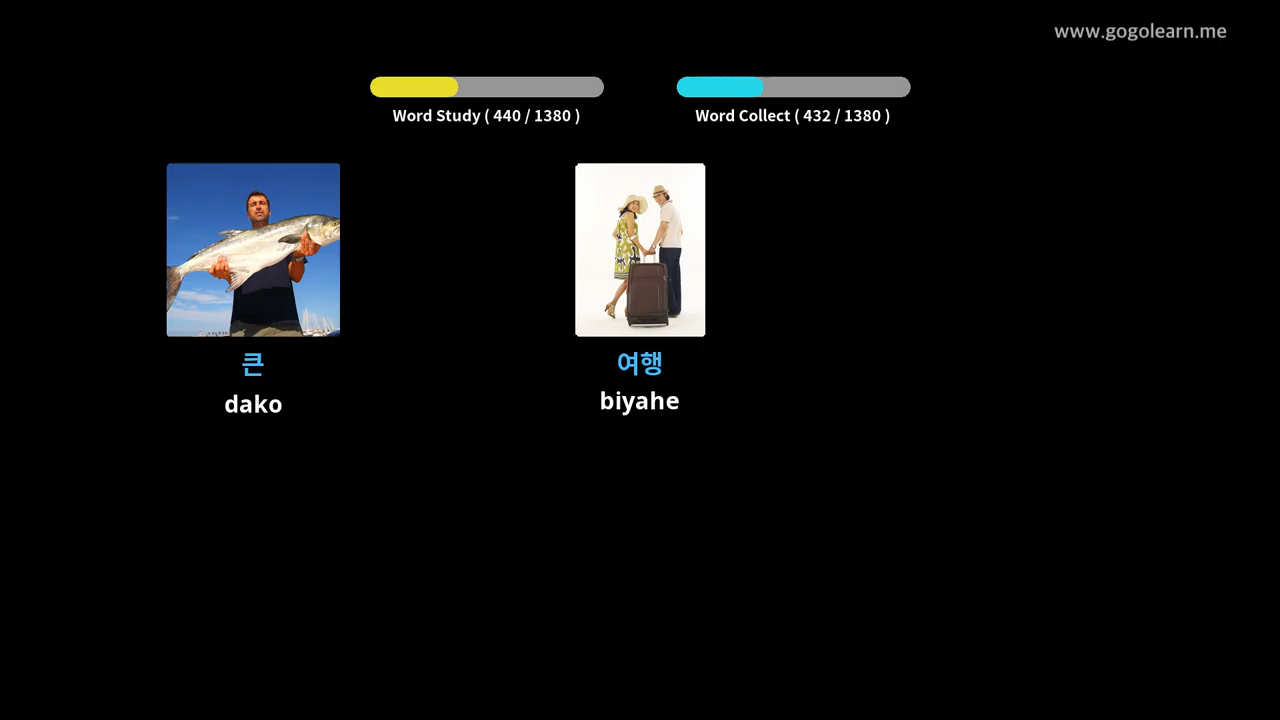 www.gogolearn.me
Word Study ( 440 / 1380 )
Word Collect ( 432 / 1380 )
큰
dako
여행
biyahe